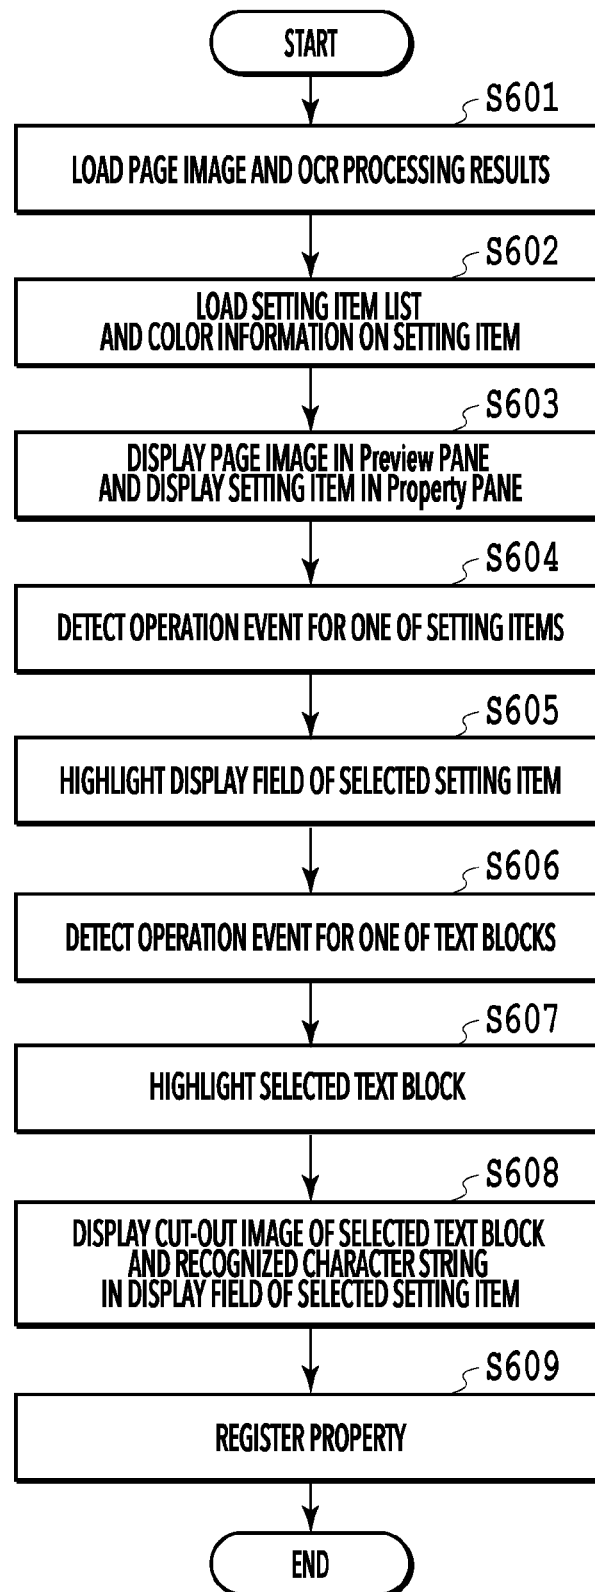 START
S601
LOAD PAGE IMAGE AND OCR PROCESSING RESULTS
S602
LOAD SETTING ITEM LIST
AND COLOR INFORMATION ON SETTING ITEM
S603
DISPLAY PAGE IMAGE IN Preview PANE
AND DISPLAY SETTING ITEM IN Property PANE
S604
DETECT OPERATION EVENT FOR ONE OF SETTING ITEMS
S605
HIGHLIGHT DISPLAY FIELD OF SELECTED SETTING ITEM
S606
DETECT OPERATION EVENT FOR ONE OF TEXT BLOCKS
S607
HIGHLIGHT SELECTED TEXT BLOCK
S608
DISPLAY CUT-OUT IMAGE OF SELECTED TEXT BLOCK
AND RECOGNIZED CHARACTER STRING
IN DISPLAY FIELD OF SELECTED SETTING ITEM
S609
REGISTER PROPERTY
END